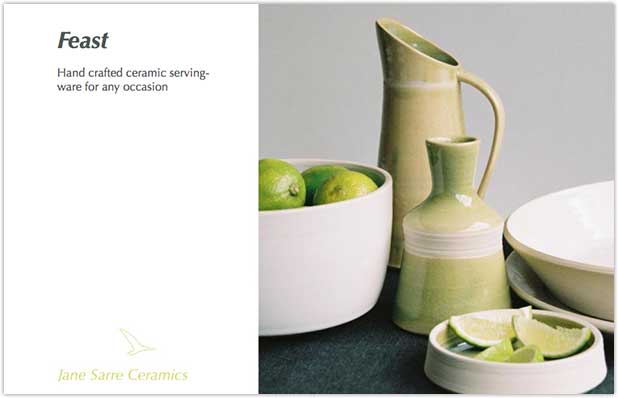 Feast
Hand crafted ceramic serving-
ware for any occasion
Jane Sarre Ceramics